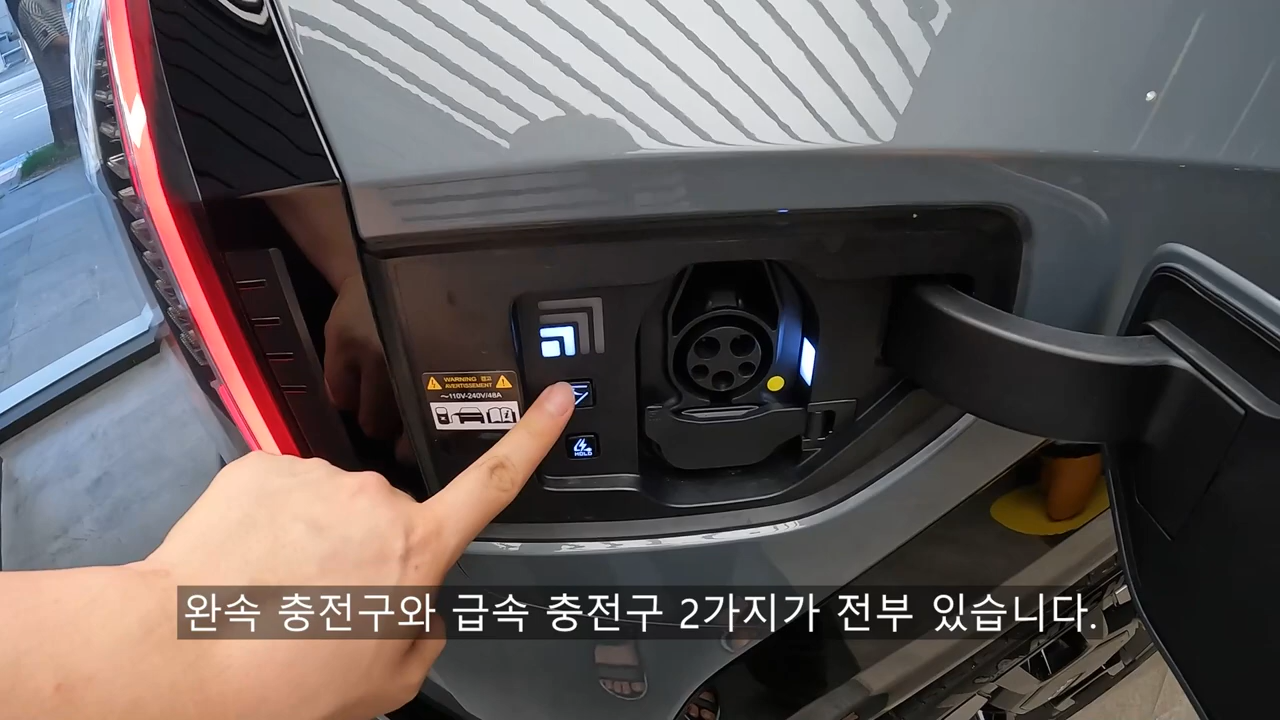 WARNING 경고
AVERTISSEMENT
~110V-240V/48A
HOLD
완속 충전구와 급속 충전구 2가지가 전부 있습니다.